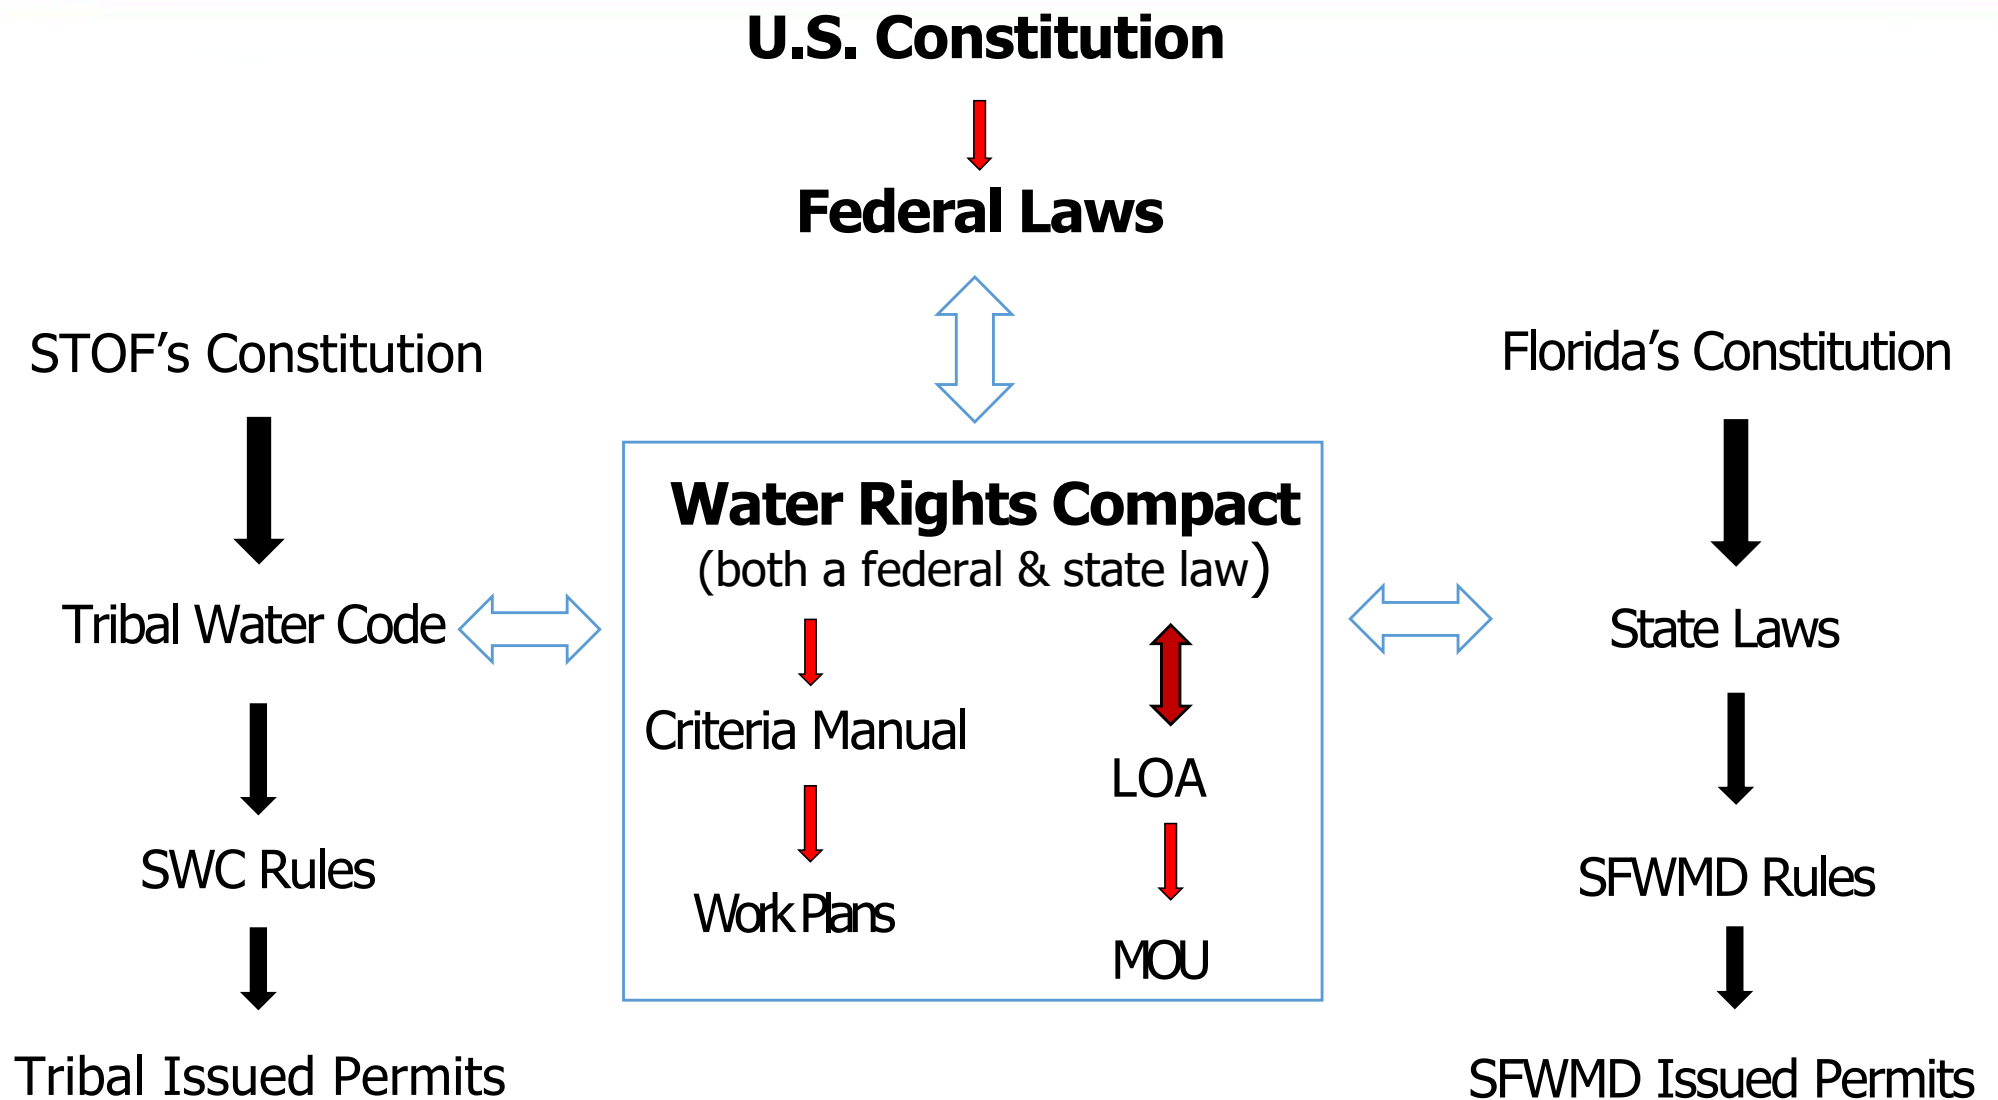 U.S. Constitution
Federal Laws
STOF’s Constitution
Tribal Water Code
SWC Rules
Tribal Issued Permits
Water Rights Compact
(both a federal & state law)
Criteria Manual
Work Plans
LOA
MOU
Florida’s Constitution
State Laws
SFWMD Rules
SFWMD Issued Permits